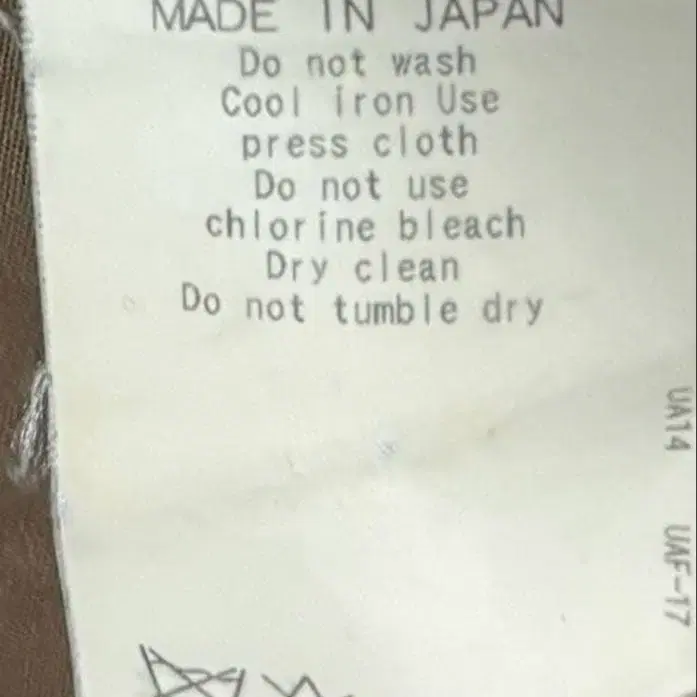 MADE IN JAPAN
Do not wash
Cool iron Use
press cloth
Do not use
chlorine bleach
Dry clean
Do not tumble dry
UA14 UAF-17